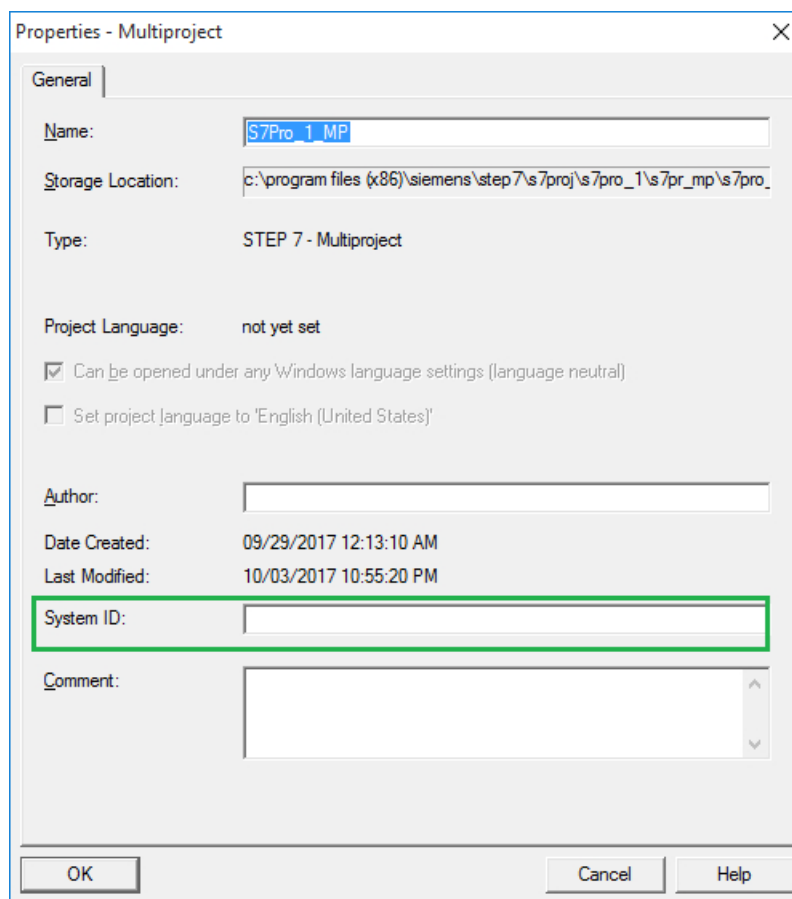 Properties - Multiproject
General
Name: S7Pro_1_MP
Storage Location: c:\program files (x86)\siemens\step7\s7proj\s7pro_1\s7pr_mp\s7pro_
Type: STEP 7 - Multiproject
Project Language: not yet set
Can be opened under any Windows language settings (language neutral)
Set project language to 'English (United States)'
Author:
Date Created: 09/29/2017 12:13:10 AM
Last Modified: 10/03/2017 10:55:20 PM
System ID:
Comment:
OK Cancel Help